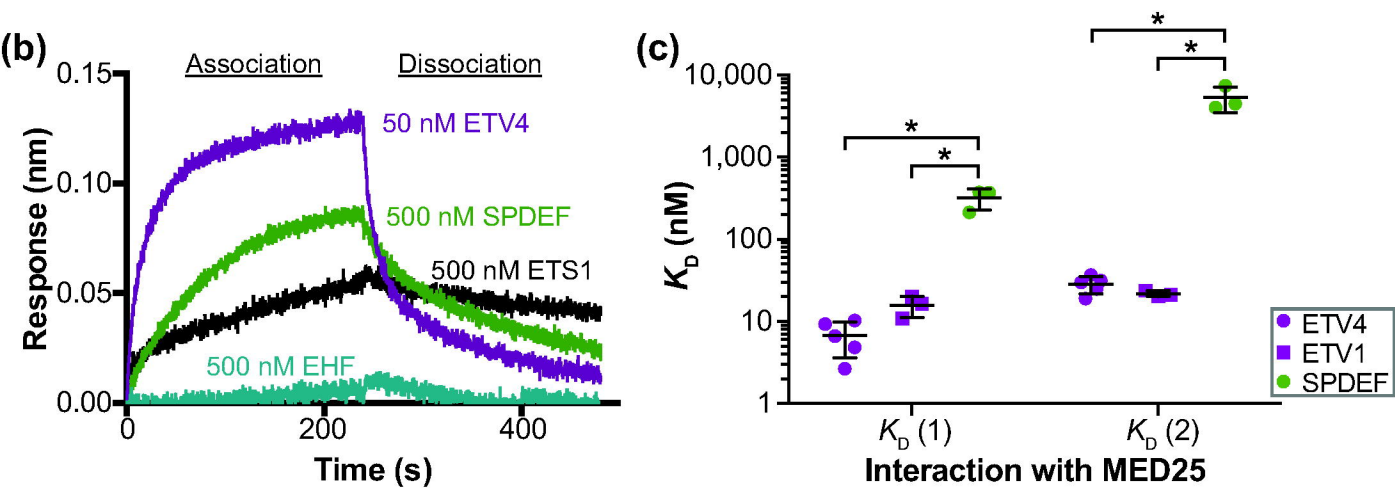 (b)
Association
Dissociation
0.15
0.10
0.05
0.00
Response (nm)
50 nM ETV4
500 nM SPDEF
500 nM ETS1
500 nM EHF
0
200
400
Time (s)
(c)
*
*
*
*
10,000
1,000
100
10
1
KD (nM)
KD (1)
KD (2)
Interaction with MED25
ETV4
ETV1
SPDEF